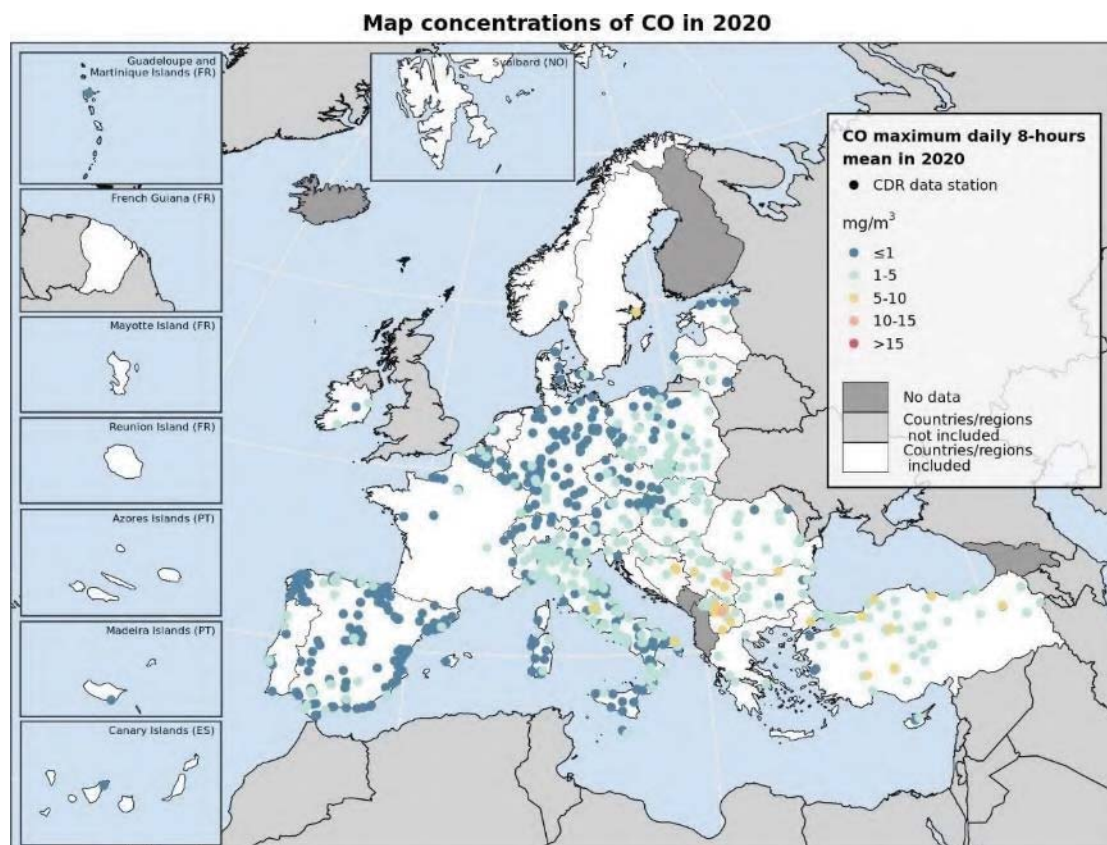 Map concentrations of CO in 2020
Guadeloupe and
Martinique Islands (FR)
Svalbard (NO)
French Guiana (FR)
Mayotte Island (FR)
Reunion Island (FR)
Azores Islands (PT)
Madeira Islands (PT)
Canary Islands (ES)
CO maximum daily 8-hours
mean in 2020
CDR data station
mg/m³
≤1
1-5
5-10
10-15
>15
No data
Countries/regions
not included
Countries/regions
included